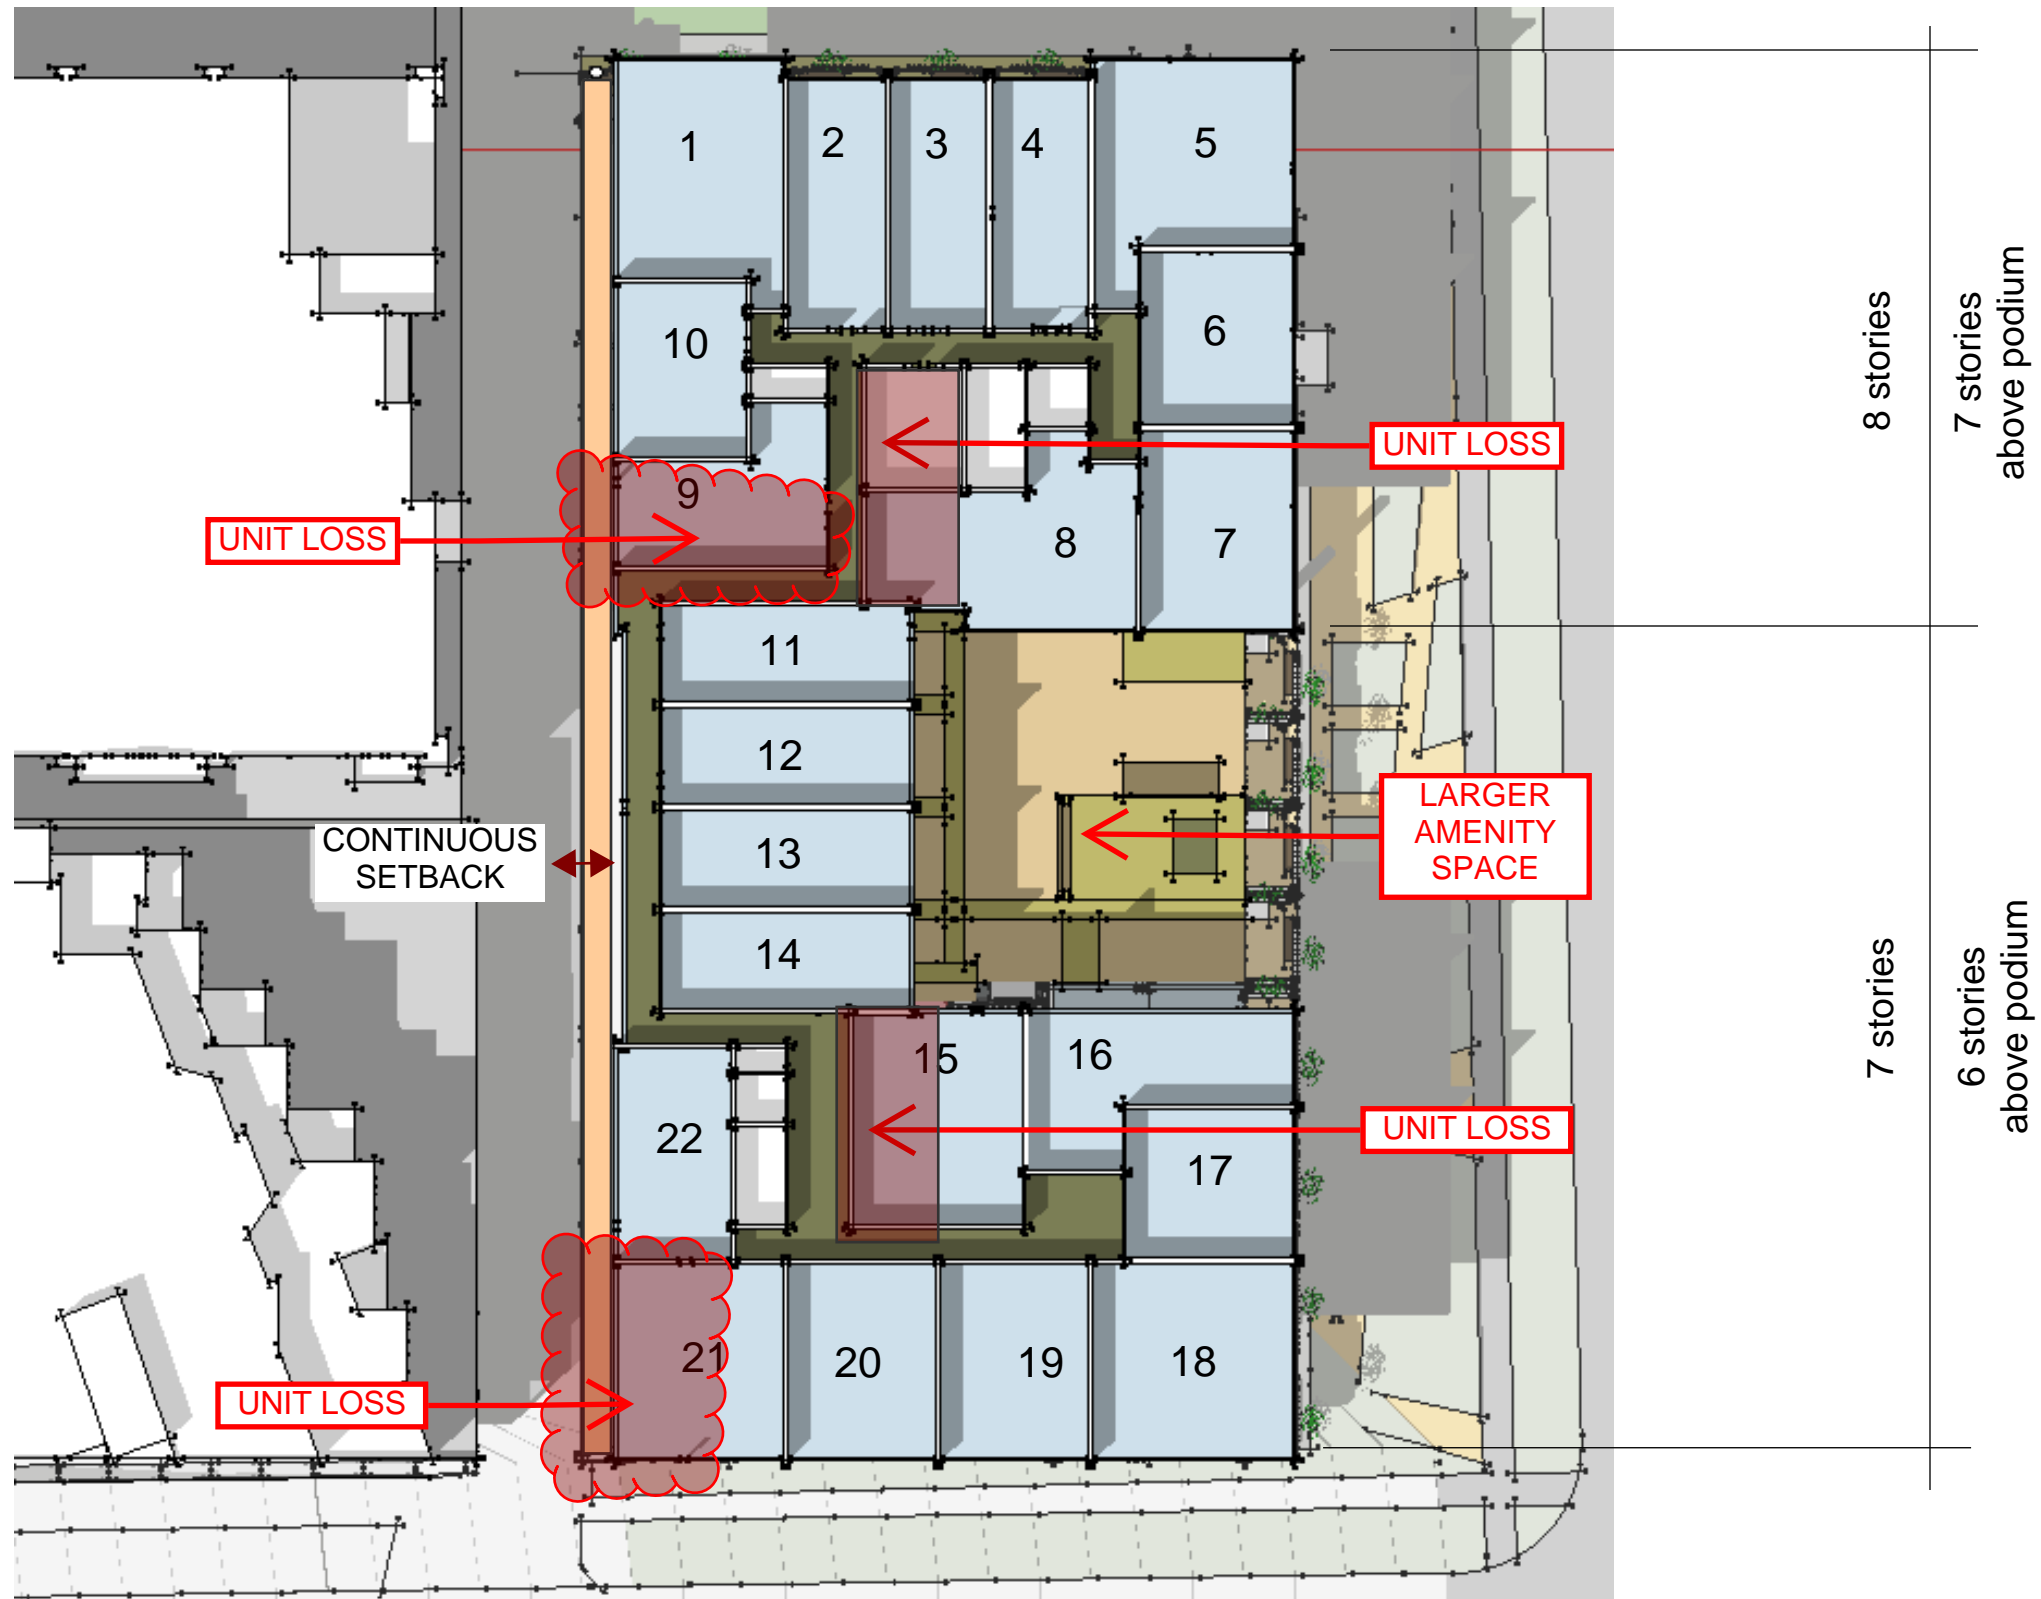 1
2
3
4
5
6
10
8 stories
7 stories
above podium
UNIT LOSS
9
UNIT LOSS
8
7
11
12
CONTINUOUS
SETBACK
13
LARGER
AMENITY
SPACE
14
15
16
7 stories
6 stories
above podium
22
17
UNIT LOSS
21
20
19
18
UNIT LOSS